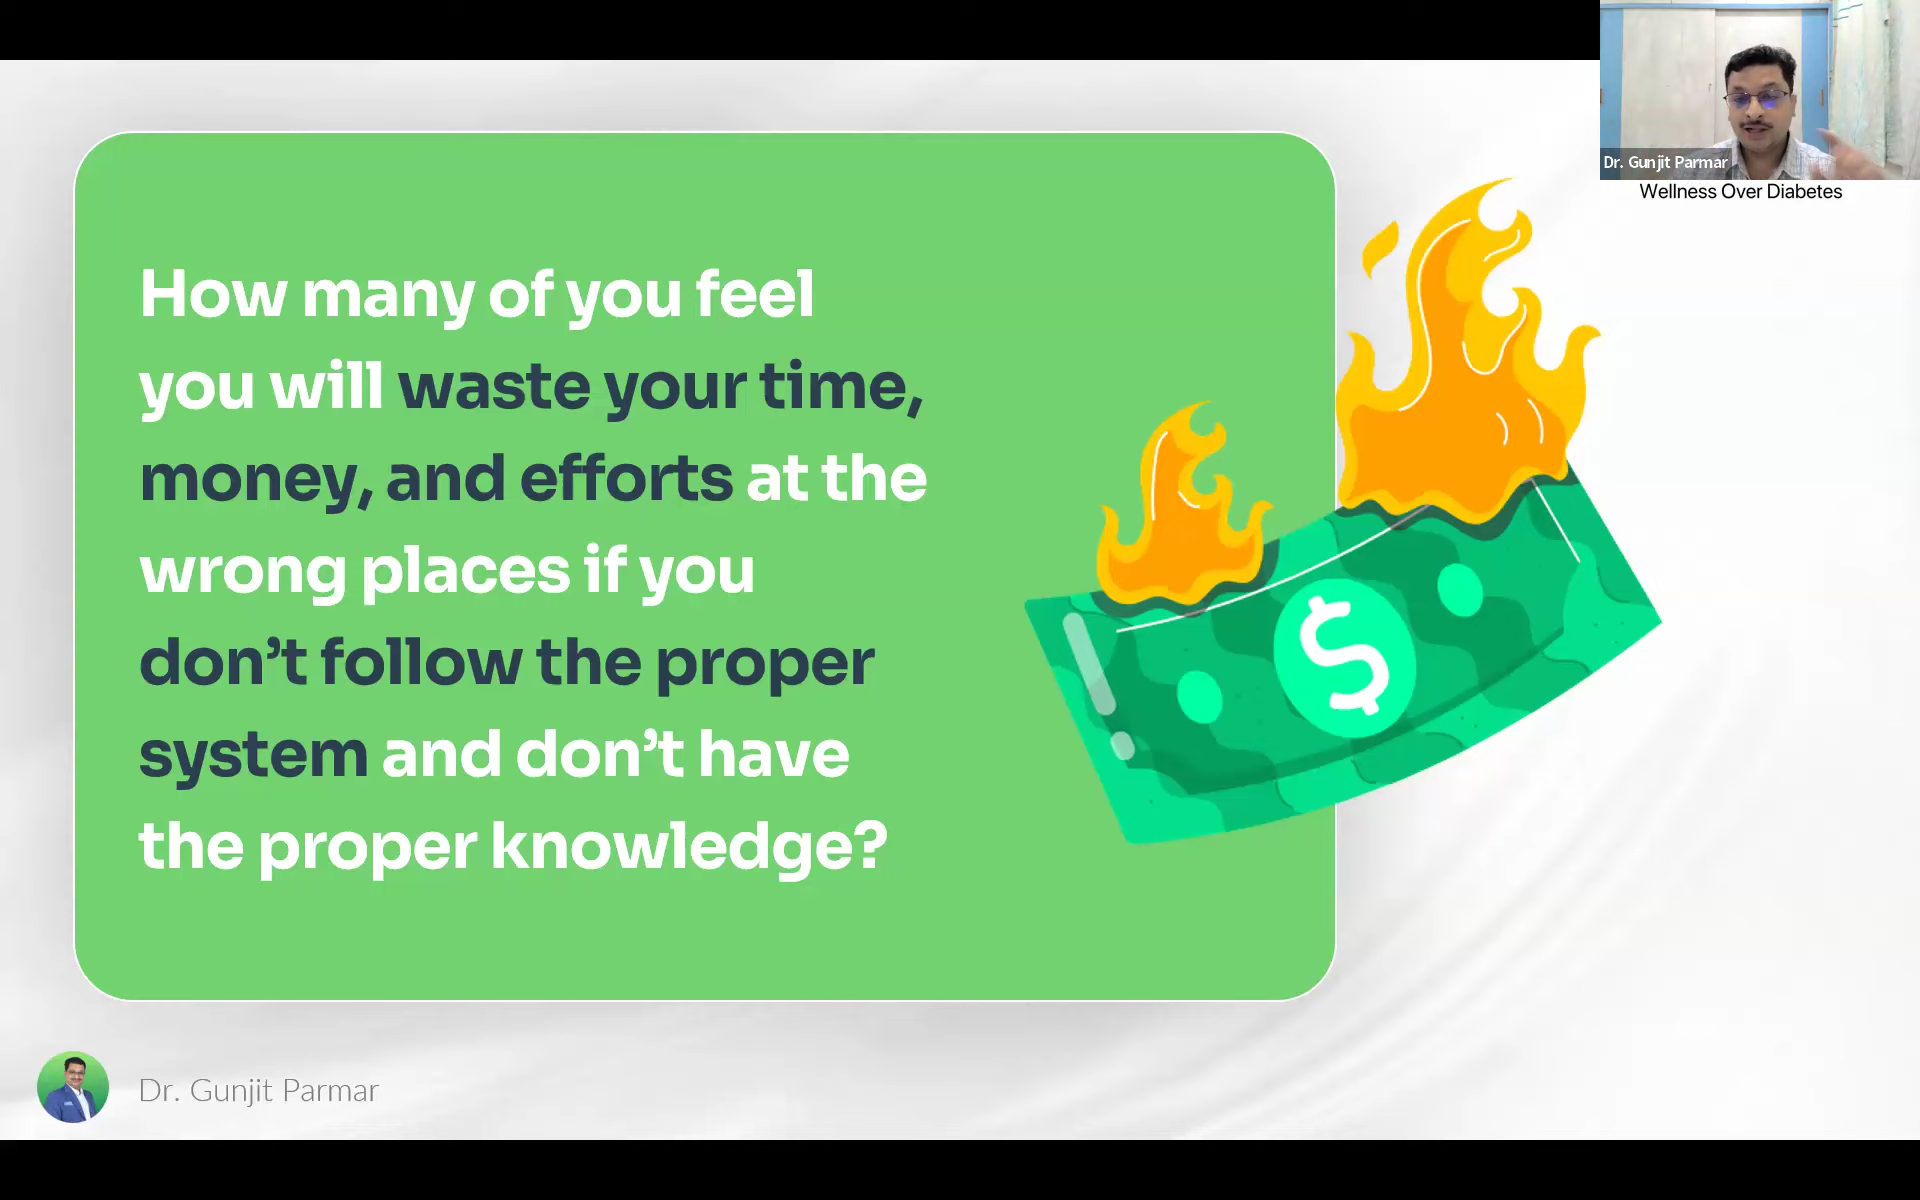 Dr. Gunjit Parmar
Wellness Over Diabetes
How many of you feel
you will waste your time,
money, and efforts at the
wrong places if you
don’t follow the proper
system and don’t have
the proper knowledge?
$
Dr. Gunjit Parmar